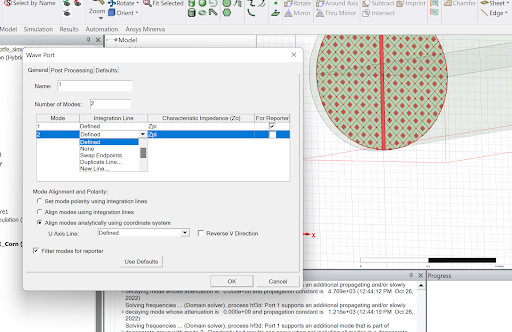 Select by Name
Zoom
Rotate
Orient
Fit Selected
Mirror
Around Axis
Thru Mirror
Subtract
Imprint
Intersect
Chamfer
Sheet
Edge
Model
Simulation
Results
Automation
Ansys Minerva
Model
Wave Port
General
Post Processing
Defaults
Name:
1
Number of Modes:
2
Mode
Integration Line
Characteristic Impedance (Zo)
For Reporter
1
Defined
Zpi
2
Defined
Zpi
Defined
None
Swap Endpoints
Duplicate Line...
New Line...
Mode Alignment and Polarity:
Set mode polarity using integration lines
Align modes using integration lines
Align modes analytically using coordinate system
U Axis Line:
Defined
Reverse V Direction
Filter modes for reporter
Use Defaults
OK
Cancel
X
Progress
decaying mode whose attenuation is 0.000e+00 and propagation constant is 4.769e+03 (12:44:12 PM Oct 26,
2022)
Solving frequencies ... (Domain solver), process hf3d: Port 1 supports an additional propagating and/or slowly
decaying mode whose attenuation is 0.000e+00 and propagation constant is 1.216e+03 (12:44:19 PM Oct 26,
2022)
Solving frequencies ... (Domain solver), process hf3d: Port 1 supports an additional mode that is part of